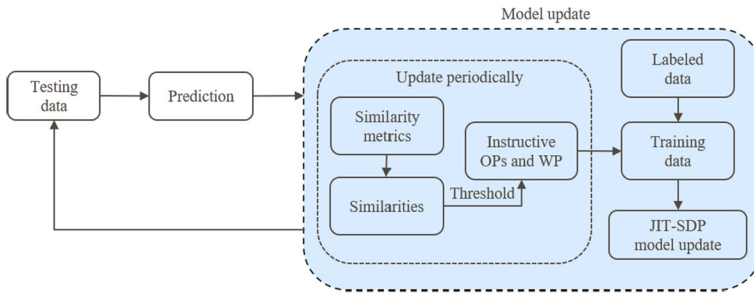 Model update
Testing
data
Prediction
Update periodically
Similarity
metrics
Similarities
Threshold
Instructive
OPs and WP
Labeled
data
Training
data
JIT-SDP
model update